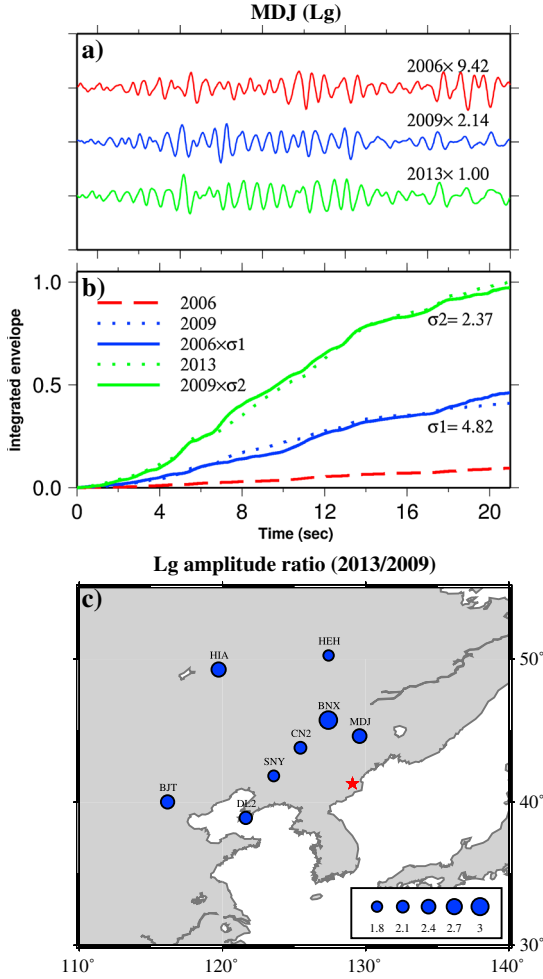 MDJ (Lg)
a)
2006× 9.42
2009× 2.14
2013× 1.00
b)
1.0
0.5
0.0
Integrated enveloppe
2006
2009
2006×σ1
2013
2009×σ2
σ2= 2.37
σ1= 4.82
0 4 8 12 16 20
Time (sec)
Lg amplitude ratio (2013/2009)
c)
HEH
HIA
50°
BNX
MDJ
CN2
SNY
BJT
DL2
40°
1.8 2.1 2.4 2.7 3
30°
110° 120° 130° 140°